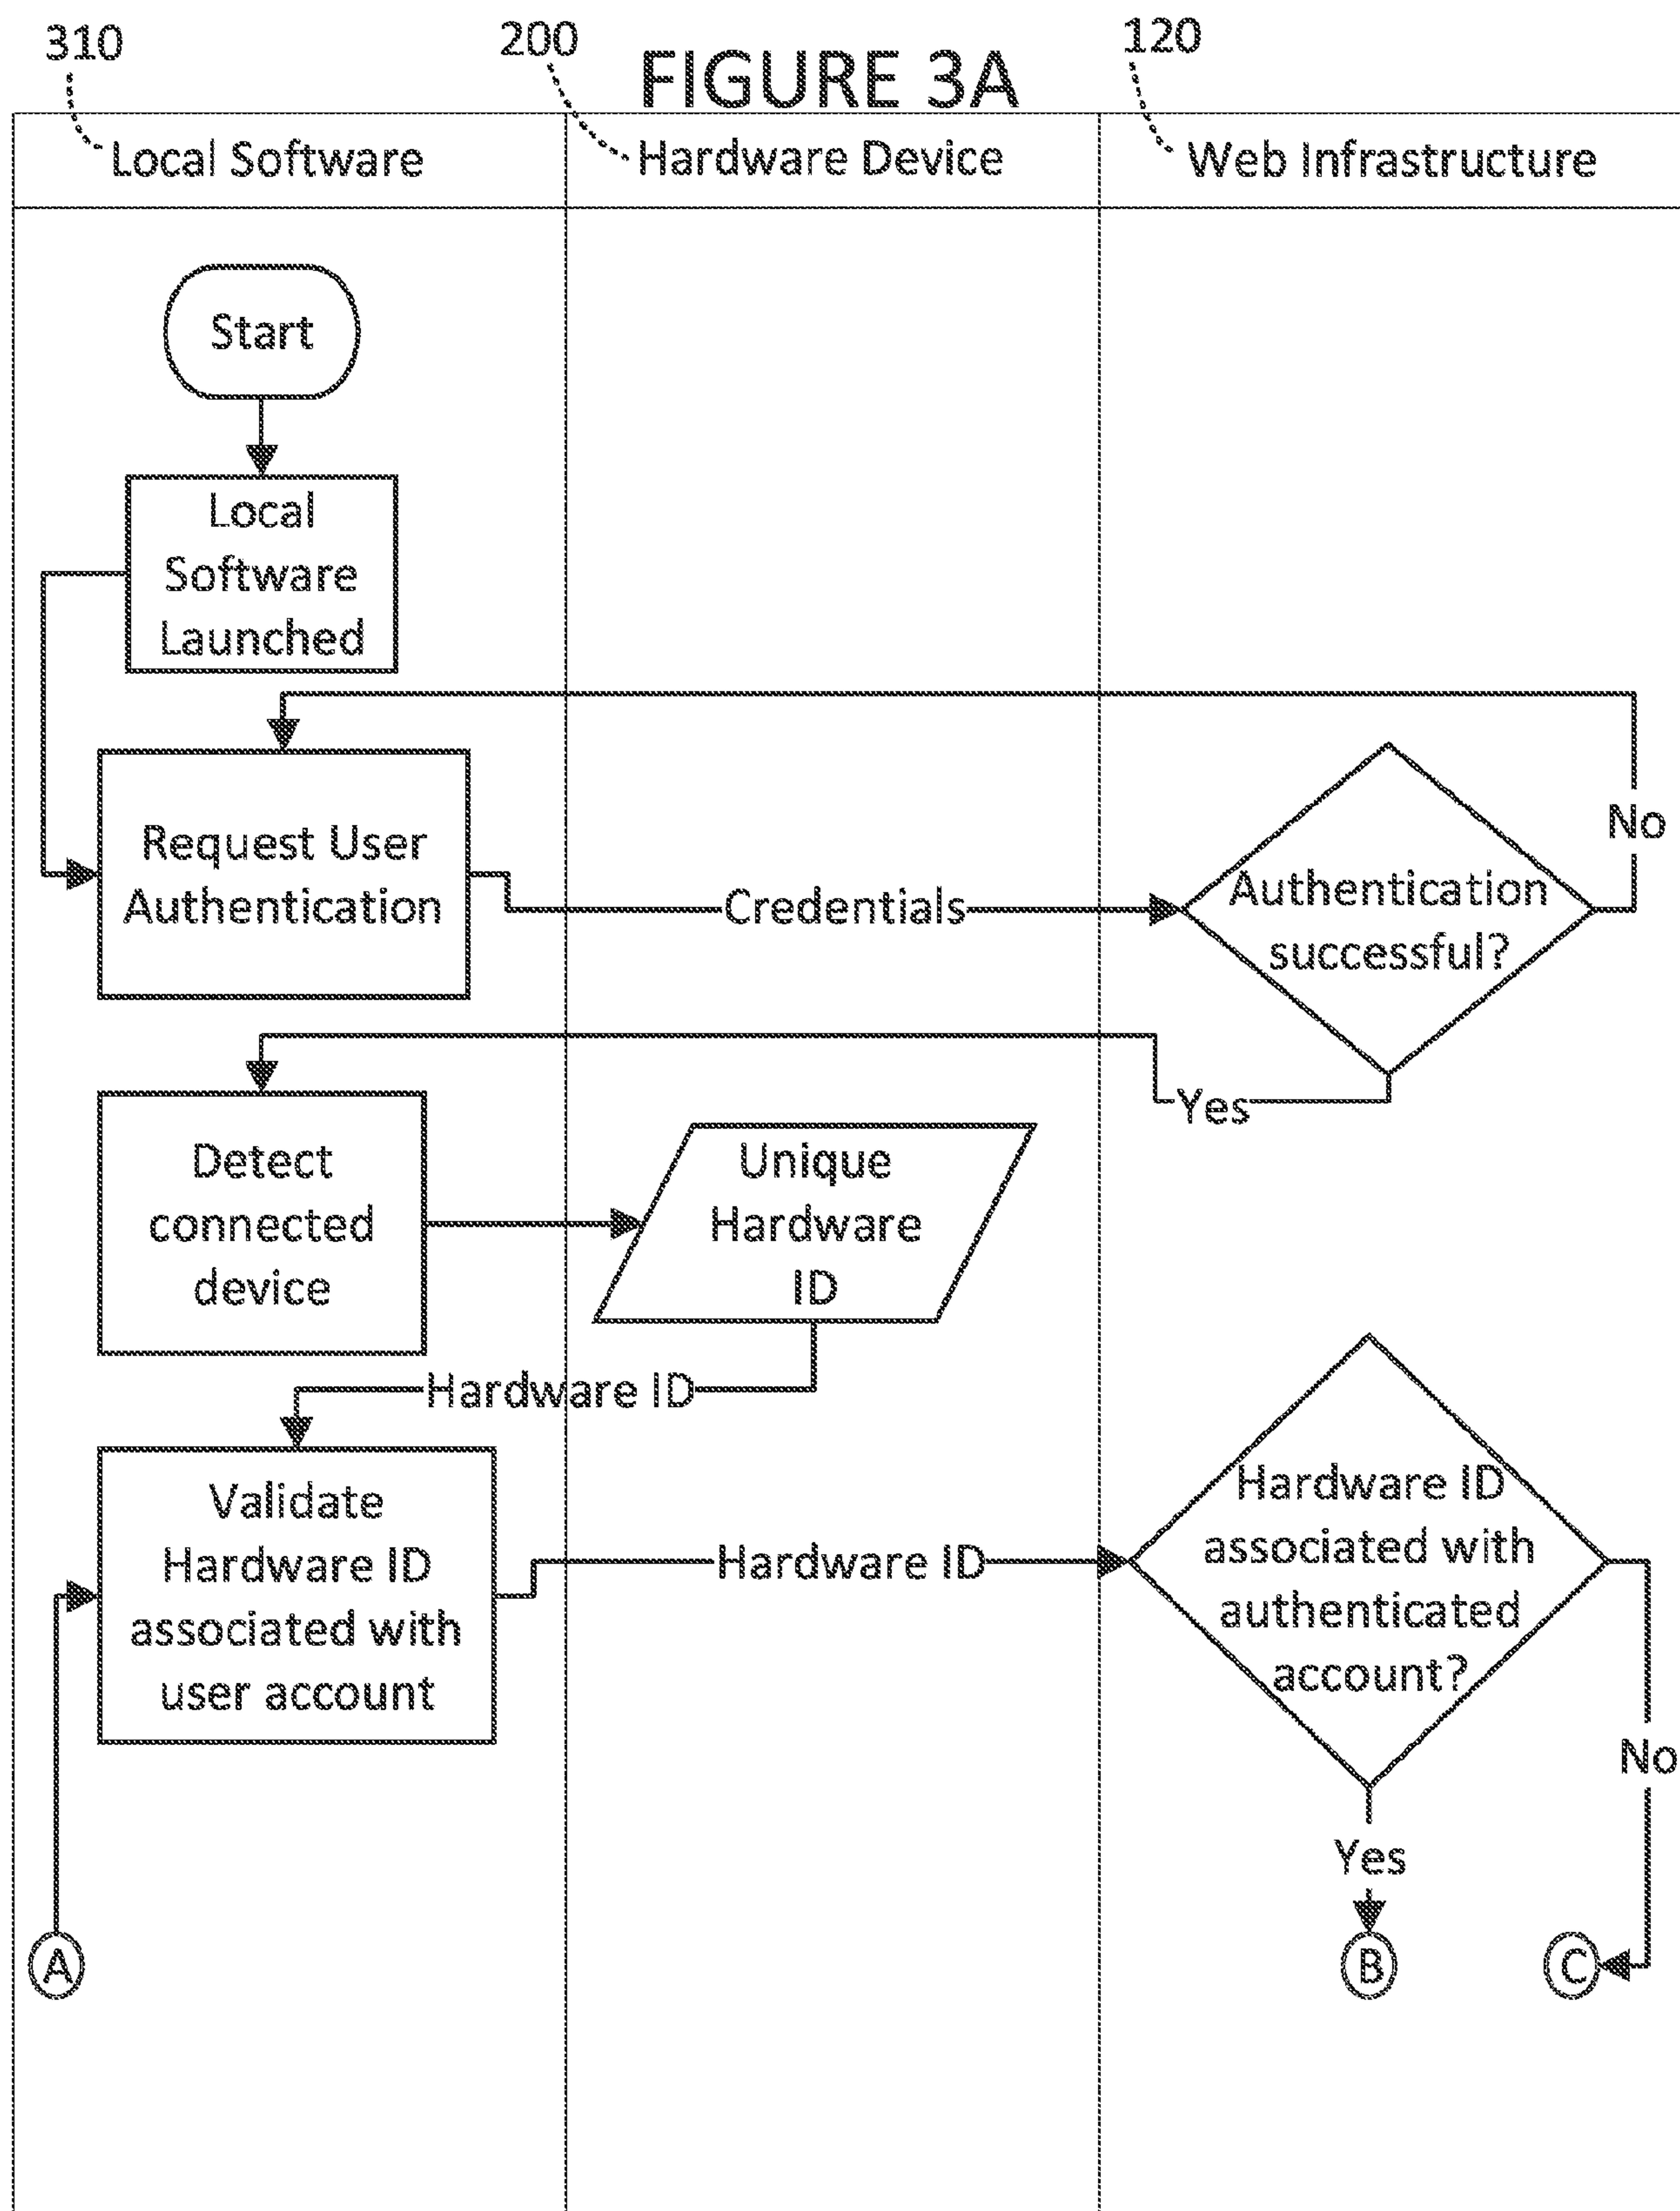 310
200
120
FIGURE 3A
Local Software
Hardware Device
Web Infrastructure
Start
Local
Software
Launched
Request User
Authentication
Credentials
Authentication
successful?
No
Yes
Detect
connected
device
Unique
Hardware
ID
Hardware ID
Validate
Hardware ID
associated with
user account
Hardware ID
Hardware ID
associated with
authenticated
account?
No
Yes
A
B
C